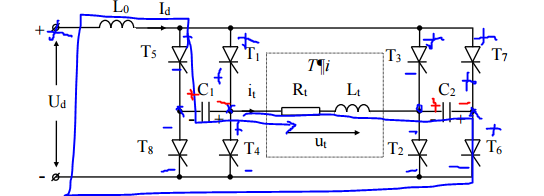 L₀ I_d
+
T₅ T₁ T¶i T₃ T₇
+ C₁ i_t R_t L_t C₂ -
U_d - + + -
T₈ T₄ u_t T₂ T₆
-